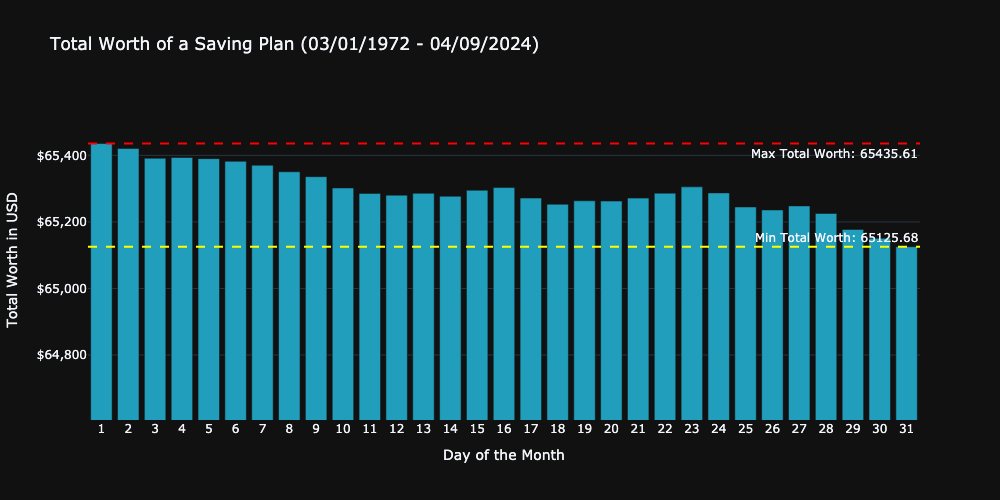 Total Worth of a Saving Plan (03/01/1972 - 04/09/2024)
Total Worth in USD
$65,400
$65,200
$65,000
$64,800
Max Total Worth: 65435.61
Min Total Worth: 65125.68
1 2 3 4 5 6 7 8 9 10 11 12 13 14 15 16 17 18 19 20 21 22 23 24 25 26 27 28 29 30 31
Day of the Month